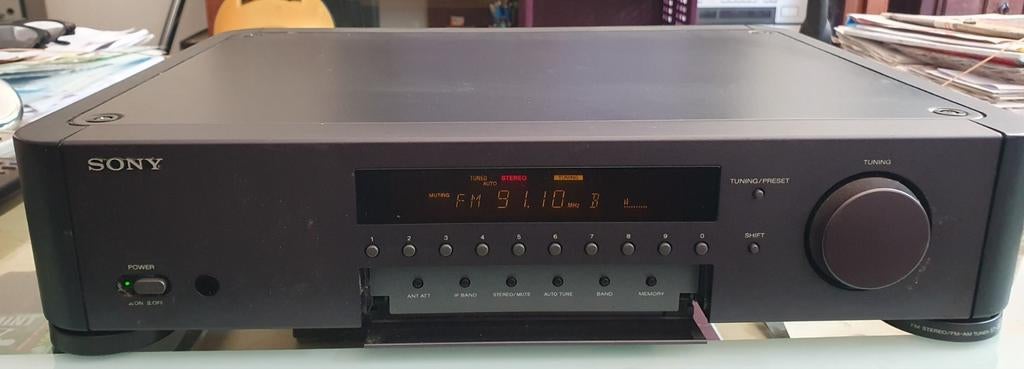 SONY
TUNING
TUNED STEREO TUNING
AUTO
MUTING FM 91.10 MHz B
TUNING/PRESET
1 2 3 4 5 6 7 8 9 0
SHIFT
POWER
ANT ATT IF BAND STEREO/MUTE AUTO TUNE BAND MEMORY
FM STEREO/FM-AM TUNER